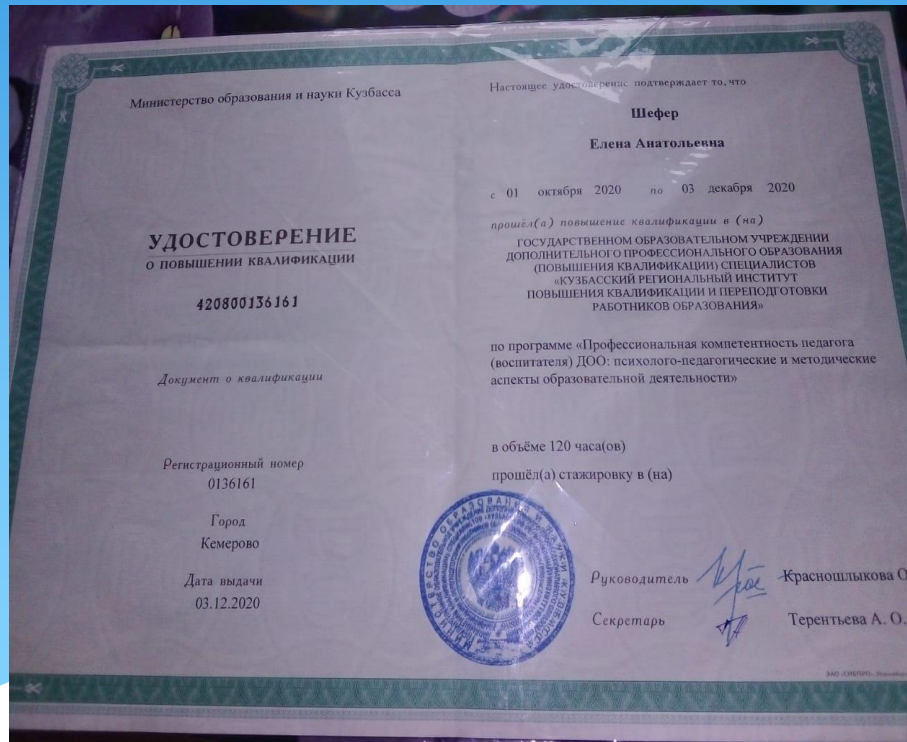 Министерство образования и науки Кузбасса
УДОСТОВЕРЕНИЕ
О ПОВЫШЕНИИ КВАЛИФИКАЦИИ
420800136161
Документ о квалификации
Регистрационный номер
0136161
Город
Кемерово
Дата выдачи
03.12.2020
Настоящее удостоверение подтверждает то, что
Шефер
Елена Анатольевна
с 01 октября 2020 по 03 декабря 2020
прошёл(а) повышение квалификации в (на)
ГОСУДАРСТВЕННОМ ОБРАЗОВАТЕЛЬНОМ УЧРЕЖДЕНИИ
ДОПОЛНИТЕЛЬНОГО ПРОФЕССИОНАЛЬНОГО ОБРАЗОВАНИЯ
(ПОВЫШЕНИЯ КВАЛИФИКАЦИИ) СПЕЦИАЛИСТОВ
«КУЗБАССКИЙ РЕГИОНАЛЬНЫЙ ИНСТИТУТ
ПОВЫШЕНИЯ КВАЛИФИКАЦИИ И ПЕРЕПОДГОТОВКИ
РАБОТНИКОВ ОБРАЗОВАНИЯ»
по программе «Профессиональная компетентность педагога
(воспитателя) ДОО: психолого-педагогические и методические
аспекты образовательной деятельности»
в объёме 120 часа(ов)
прошёл(а) стажировку в (на)
Руководитель Красношлыкова О
Секретарь Терентьева А. О.